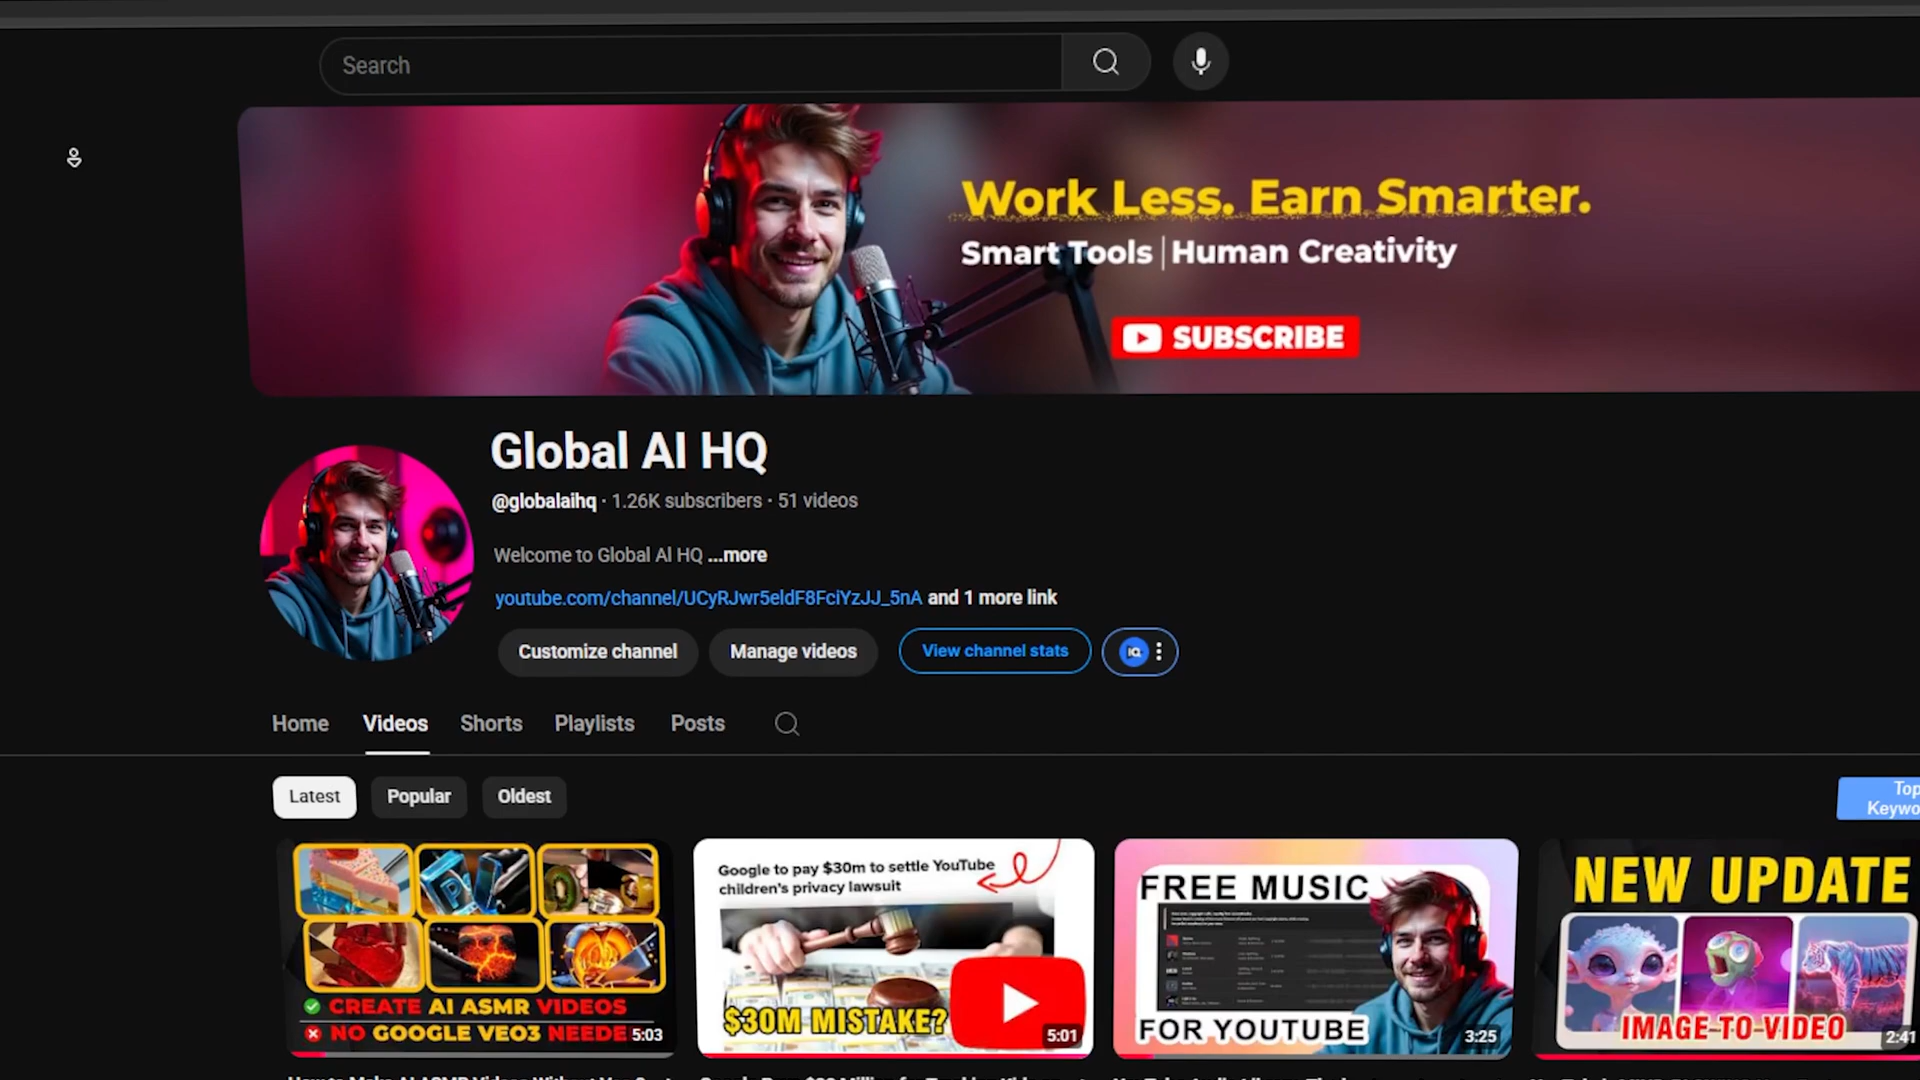 Search
Work Less. Earn Smarter.
Smart Tools | Human Creativity
SUBSCRIBE
Global AI HQ
@globalaihq · 1.26K subscribers · 51 videos
Welcome to Global AI HQ ...more
youtube.com/channel/UCyRJwr5eldF8FciYzJJ_5nA and 1 more link
Customize channel
Manage videos
View channel stats
IQ
Home
Videos
Shorts
Playlists
Posts
Latest
Popular
Oldest
Top
Keywo
CREATE AI ASMR VIDEOS
NO GOOGLE VEO3 NEEDE
5:03
Google to pay $30m to settle YouTube
children's privacy lawsuit
$30M MISTAKE?
5:01
FREE MUSIC
FOR YOUTUBE
3:25
NEW UPDATE
IMAGE TO VIDEO
2:41